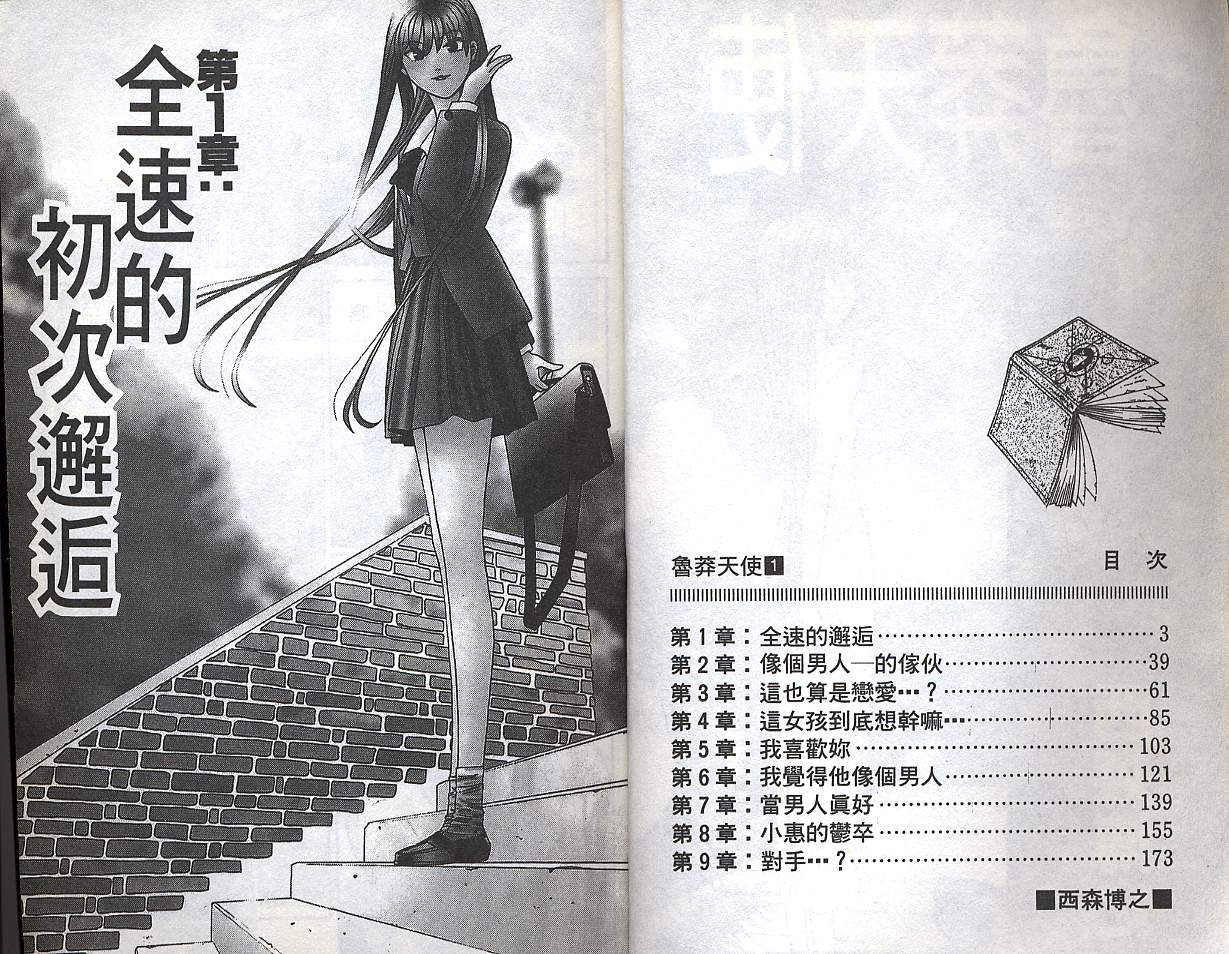 第1章：
全速的
初次邂逅
魯莽天使
魯莽天使1
目 次
第1章：全速的邂逅…………………………3
第2章：像個男人─的傢伙…………………39
第3章：這也算是戀愛…？…………………61
第4章：這女孩到底想幹嘛…………………85
第5章：我喜歡妳…………………………103
第6章：我覺得他像個男人………………121
第7章：當男人眞好………………………139
第8章：小惠的鬱卒………………………155
第9章：對手…？…………………………173
■西森博之■